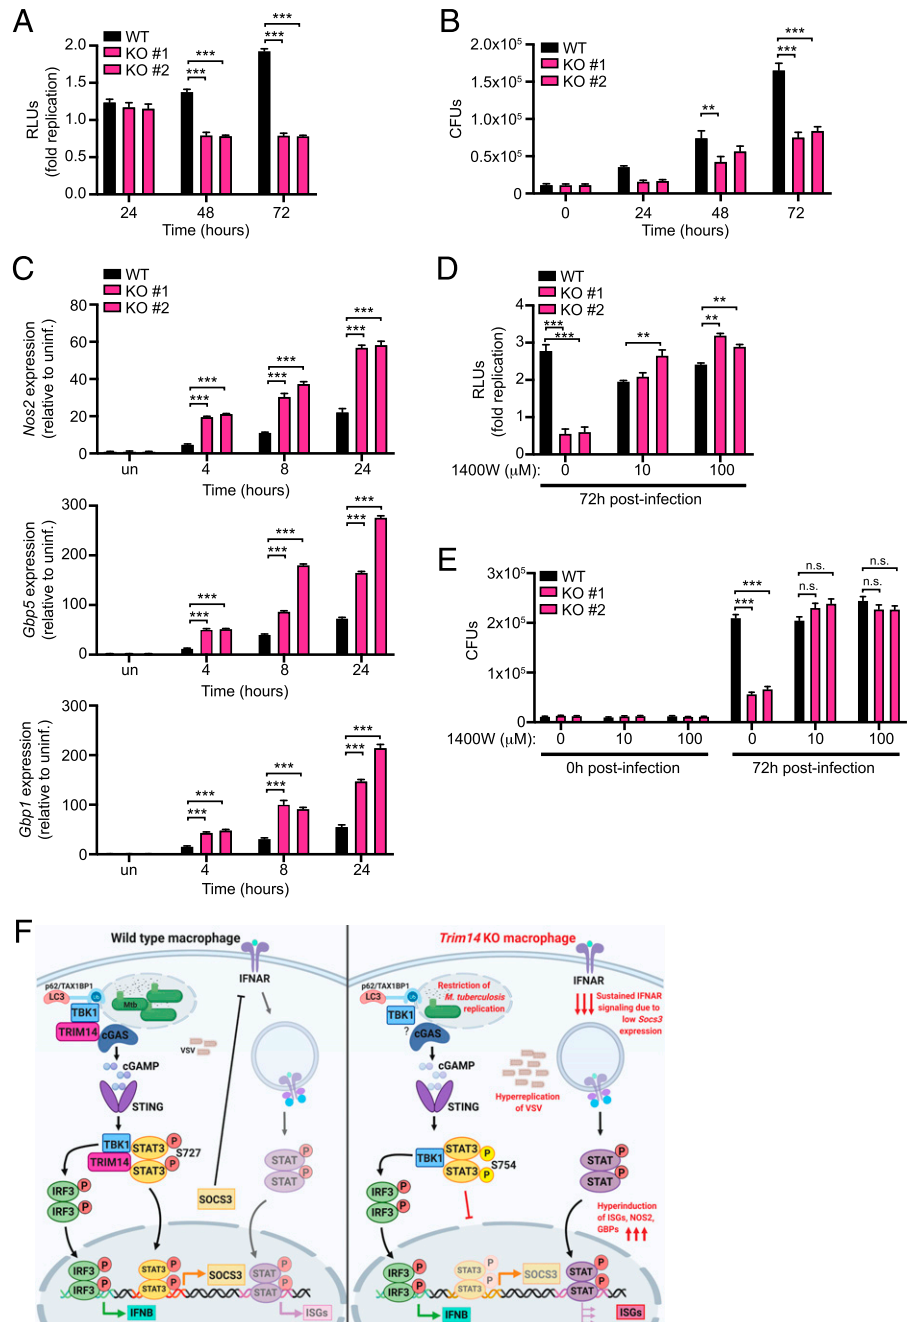 A
WT
KO #1
KO #2
***
***
***
***
2.0
1.5
1.0
0.5
0.0
RLUs
(fold replication)
24 48 72
Time (hours)
B
WT
KO #1
KO #2
**
***
***
2.0x10⁵
1.5x10⁵
1.0x10⁵
0.5x10⁵
0
CFUs
0 24 48 72
Time (hours)
C
WT
KO #1
KO #2
80
60
40
20
0
Nos2 expression
(relative to uninf.)
***
***
***
***
***
***
un 4 8 24
Time (hours)
300
200
100
0
Gbp5 expression
(relative to uninf.)
***
***
***
***
***
***
un 4 8 24
Time (hours)
300
200
100
0
Gbp1 expression
(relative to uninf.)
***
***
***
***
***
***
un 4 8 24
Time (hours)
D
WT
KO #1
KO #2
4
3
2
1
0
RLUs
(fold replication)
***
***
**
**
**
1400W (μM): 0 10 100
72h post-infection
E
WT
KO #1
KO #2
3x10⁵
2x10⁵
1x10⁵
0
CFUs
***
***
n.s.
n.s.
n.s.
n.s.
1400W (μM): 0 10 100 0 10 100
0h post-infection 72h post-infection
F
Wild type macrophage
IFNAR
p62/TAX1BP1
LC3
Ub
TBK1
TRIM14
cGAS
Mtb
VSV
cGAMP
STING
TBK1
TRIM14
STAT3
STAT3
P
P
S727
IRF3
IRF3
P
P
SOCS3
STAT
STAT
P
P
IRF3
IRF3
P
P
STAT3
STAT3
P
P
SOCS3
STAT
STAT
P
P
IFNB
ISGs
Trim14 KO macrophage
IFNAR
p62/TAX1BP1
LC3
Ub
TBK1
?
cGAS
Restriction of
M. tuberculosis
replication
Sustained IFNAR
signaling due to
low Socs3
expression
cGAMP
STING
Hyperreplication
of VSV
TBK1
STAT3
STAT3
P
P
S754
IRF3
IRF3
P
P
STAT
STAT
P
P
Hyperinduction
of ISGs, NOS2,
GBPs
IRF3
IRF3
P
P
STAT3
STAT3
P
P
SOCS3
STAT
STAT
P
P
IFNB
ISGs